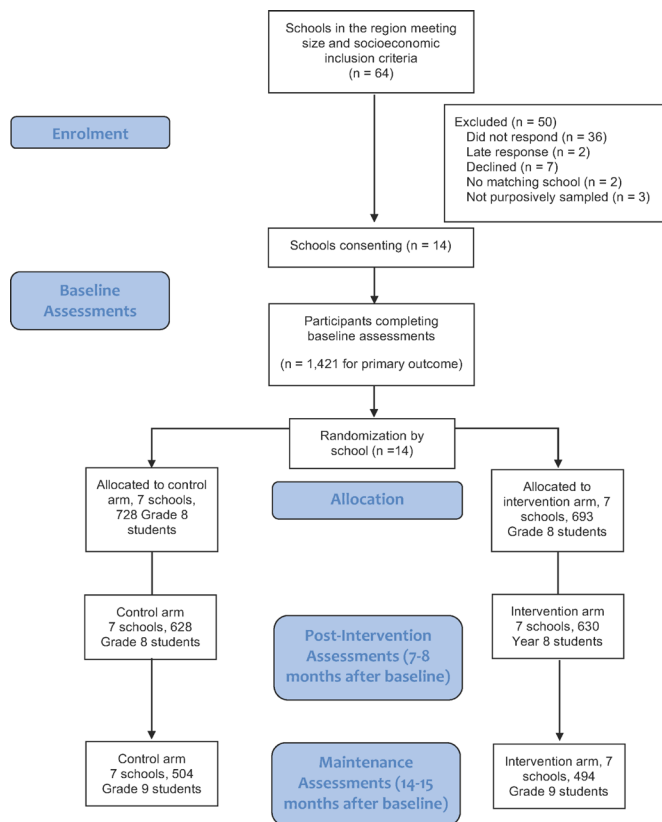 Schools in the region meeting
size and socioeconomic
inclusion criteria
(n = 64)
Enrolment
Excluded (n = 50)
Did not respond (n = 36)
Late response (n = 2)
Declined (n = 7)
No matching school (n = 2)
Not purposively sampled (n = 3)
Schools consenting (n = 14)
Baseline
Assessments
Participants completing
baseline assessments
(n = 1,421 for primary outcome)
Randomization by
school (n =14)
Allocated to control
arm, 7 schools,
728 Grade 8
students
Allocation
Allocated to
intervention arm, 7
schools, 693
Grade 8 students
Control arm
7 schools, 628
Grade 8 students
Post-Intervention
Assessments (7-8
months after baseline)
Intervention arm
7 schools, 630
Year 8 students
Control arm
7 schools, 504
Grade 9 students
Maintenance
Assessments (14-15
months after baseline)
Intervention arm, 7
schools, 494
Grade 9 students